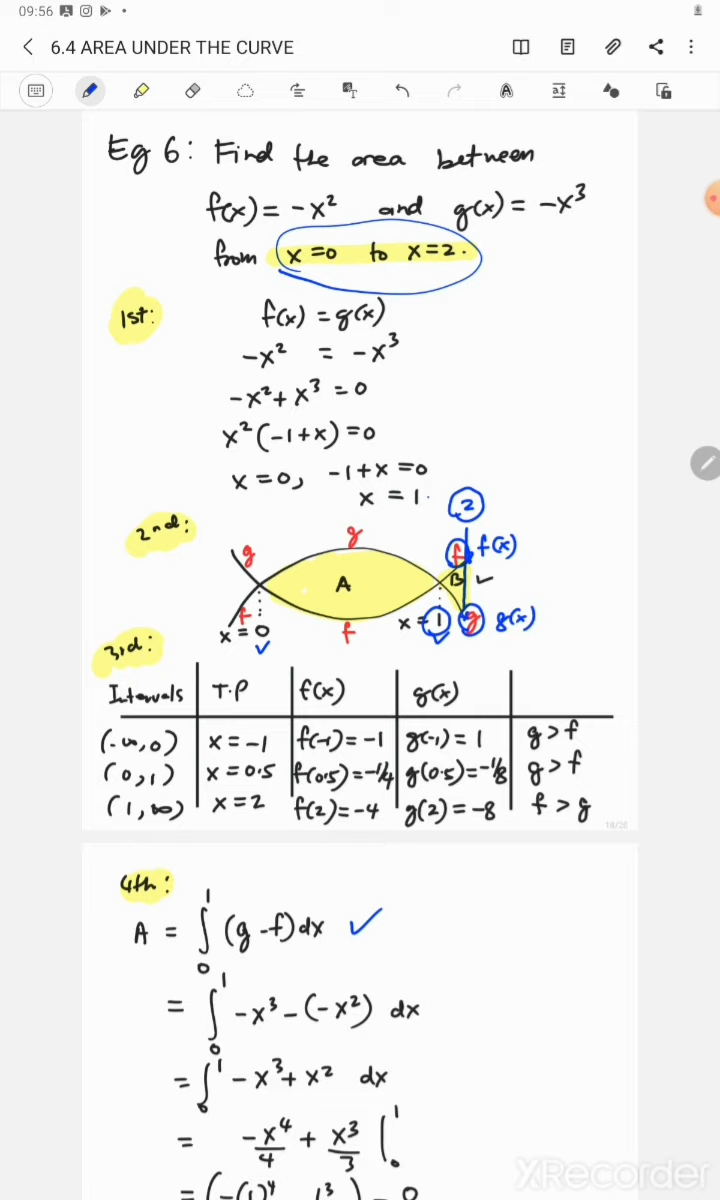 09:56
6.4 AREA UNDER THE CURVE
Eg 6: Find the area between
f(x) = -x² and g(x) = -x³
from x=0 to x=2.
1st: f(x) = g(x)
-x² = -x³
-x² + x³ = 0
x²(-1+x) = 0
x = 0, -1+x = 0
x = 1.
2nd:
2
g g f f(x)
A B ✓
f f g g(x)
x = 0 x = 1
✓ ✓
3rd:
Intervals T.P f(x) g(x)
(-∞,0) x = -1 f(-1) = -1 g(-1) = 1 g > f
(0,1) x = 0.5 f(0.5) = -1/4 g(0.5) = -1/8 g > f
(1,∞) x = 2 f(2) = -4 g(2) = -8 f > g
18/20
4th:
A = ∫₀¹ (g - f) dx ✓
= ∫₀¹ -x³ - (-x²) dx
= ∫₀¹ -x³ + x² dx
= -x⁴/4 + x³/3 |₀¹
XRecorder